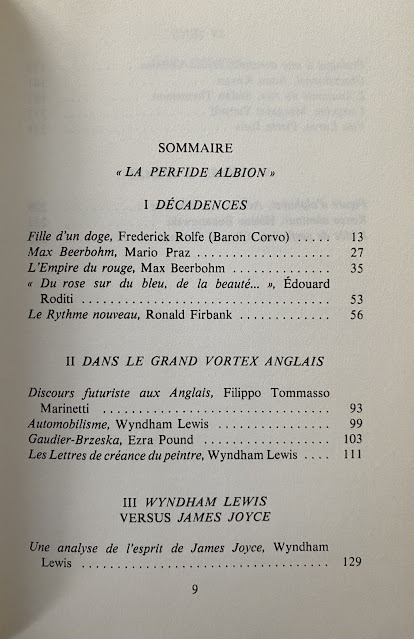 SOMMAIRE
« LA PERFIDE ALBION »
I DÉCADENCES
Fille d'un doge, Frederick Rolfe (Baron Corvo) ..... 13
Max Beerbohm, Mario Praz .................. 27
L'Empire du rouge, Max Beerbohm ............. 35
« Du rose sur du bleu, de la beauté... », Édouard
Roditi .................................. 53
Le Rythme nouveau, Ronald Firbank ............ 56
II DANS LE GRAND VORTEX ANGLAIS
Discours futuriste aux Anglais, Filippo Tommasso
Marinetti ............................... 93
Automobilisme, Wyndham Lewis ............... 99
Gaudier-Brzeska, Ezra Pound ................. 103
Les Lettres de créance du peintre, Wyndham Lewis .... 111
III WYNDHAM LEWIS
VERSUS JAMES JOYCE
Une analyse de l'esprit de James Joyce, Wyndham
Lewis .................................. 129
9